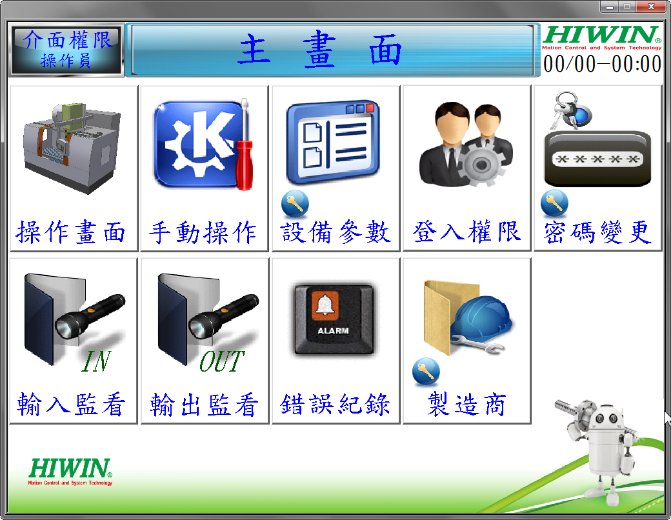 介面權限
操作員
主畫面
HIWIN®
Motion Control and System Technology
00/00-00:00
操作畫面
手動操作
設備參數
登入權限
*****
密碼變更
IN
輸入監看
OUT
輸出監看
ALARM
錯誤紀錄
製造商
HIWIN®
Motion Control and System Technology